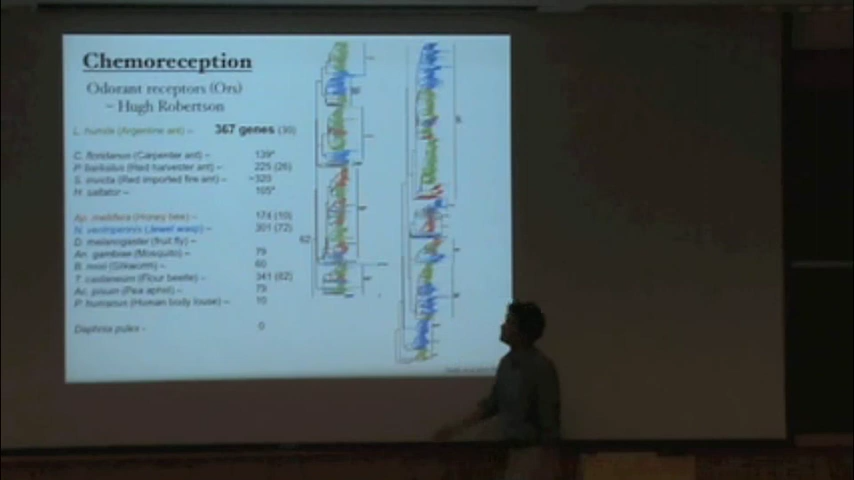 Chemoreception
Odorant receptors (Ors)
– Hugh Robertson
L. humile (Argentine ant) – 367 genes (30)
C. floridanus (Carpenter ant) – 139*
P. barbatus (Red harvester ant) – 225 (26)
S. invicta (Red imported fire ant) – ~320
H. saltator – 105*
Ap. mellifera (Honey bee) – 174 (10)
N. vitripennis (Jewel wasp) – 301 (72)
D. melanogaster (fruit fly) –
An. gambiae (Mosquito) – 79
B. mori (Silkworm) – 60
T. castaneum (Flour beetle) – 341 (62)
Ac. pisum (Pea aphid) – 79
P. humanus (Human body louse) – 10
Daphnia pulex - 0